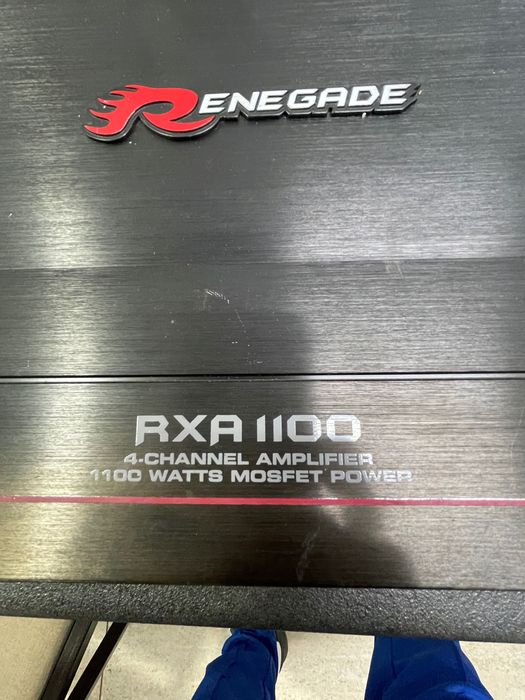 RENEGADE
RXA 1100
4-CHANNEL AMPLIFIER
1100 WATTS MOSFET POWER